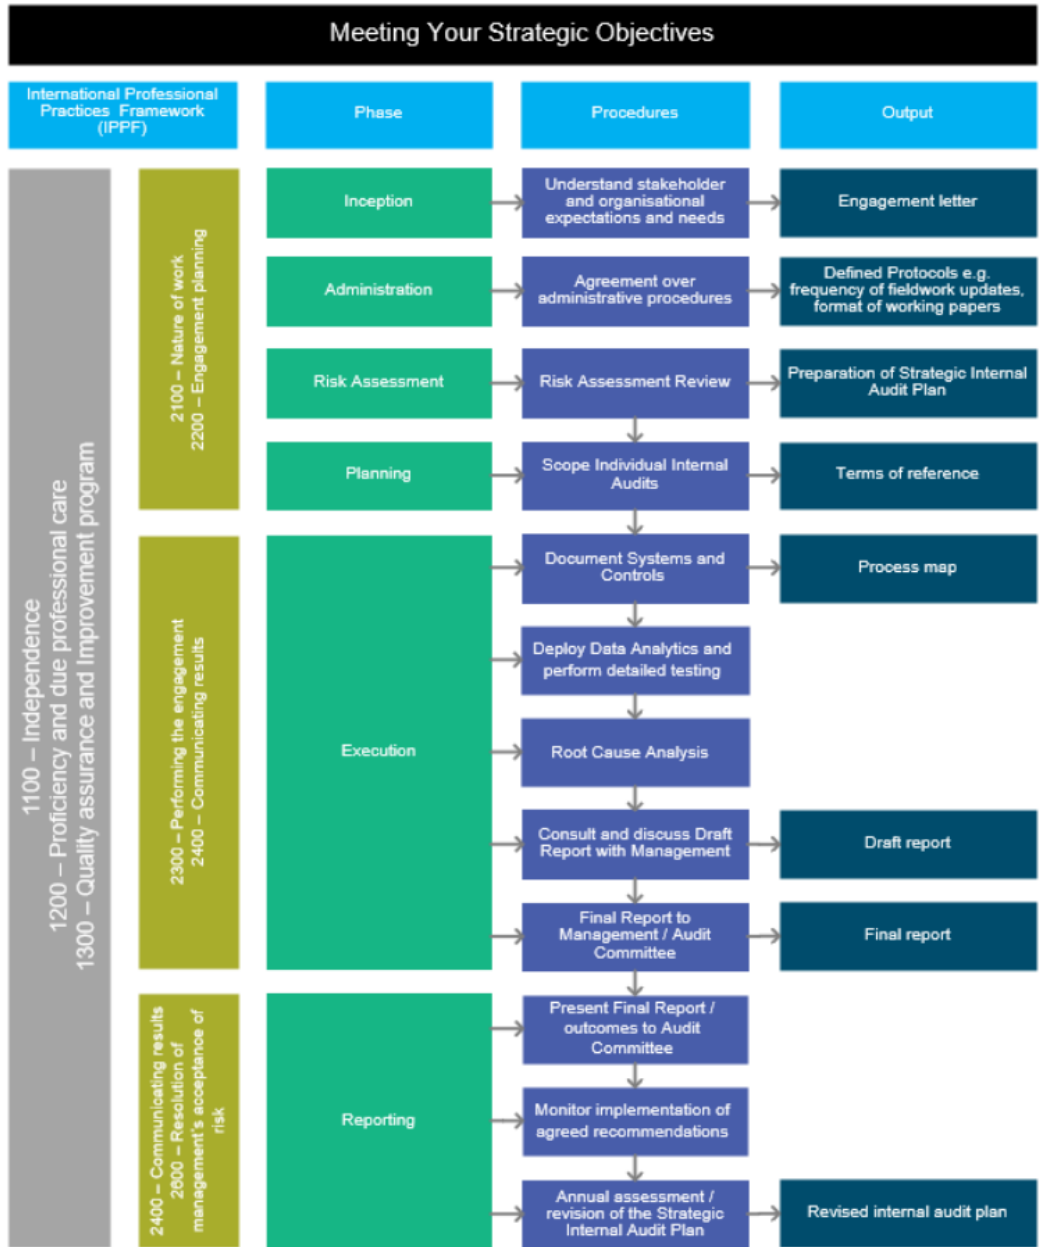 Meeting Your Strategic Objectives
International Professional
Practices Framework
(IPPF)
Phase
Procedures
Output
1100 – Independence
1200 – Proficiency and due professional care
1300 – Quality assurance and Improvement program
2100 – Nature of work
2200 – Engagement planning
Inception
Understand stakeholder
and organisational
expectations and needs
Engagement letter
Administration
Agreement over
administrative procedures
Defined Protocols e.g.
frequency of fieldwork updates,
format of working papers
Risk Assessment
Risk Assessment Review
Preparation of Strategic Internal
Audit Plan
Planning
Scope Individual Internal
Audits
Terms of reference
2300 – Performing the engagement
2400 – Communicating results
Execution
Document Systems and
Controls
Process map
Deploy Data Analytics and
perform detailed testing
Root Cause Analysis
Consult and discuss Draft
Report with Management
Draft report
Final Report to
Management / Audit
Committee
Final report
2400 – Communicating results
2600 – Resolution of
management's acceptance of
risk
Reporting
Present Final Report /
outcomes to Audit
Committee
Monitor implementation of
agreed recommendations
Annual assessment /
revision of the Strategic
Internal Audit Plan
Revised internal audit plan